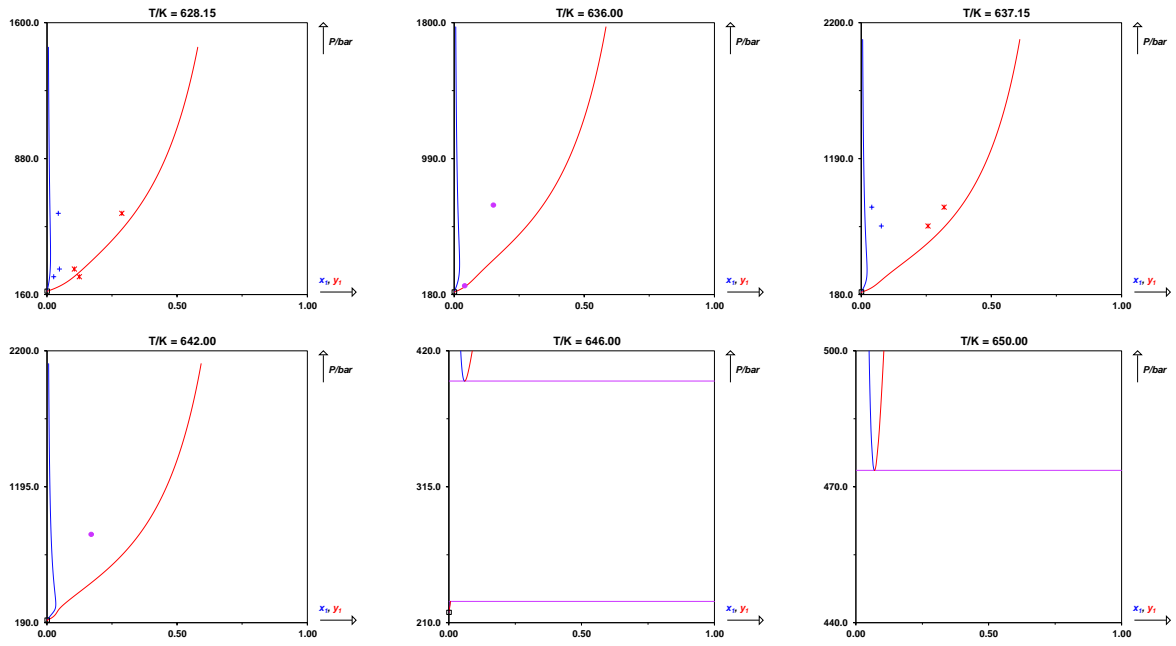 T/K = 628.15
1600.0
P/bar
880.0
160.0
x₁, y₁
0.00
0.50
1.00
T/K = 636.00
1800.0
P/bar
990.0
180.0
x₁, y₁
0.00
0.50
1.00
T/K = 637.15
2200.0
P/bar
1190.0
180.0
x₁, y₁
0.00
0.50
1.00
T/K = 642.00
2200.0
P/bar
1195.0
190.0
x₁, y₁
0.00
0.50
1.00
T/K = 646.00
420.0
P/bar
315.0
210.0
x₁, y₁
0.00
0.50
1.00
T/K = 650.00
500.0
P/bar
470.0
440.0
x₁, y₁
0.00
0.50
1.00